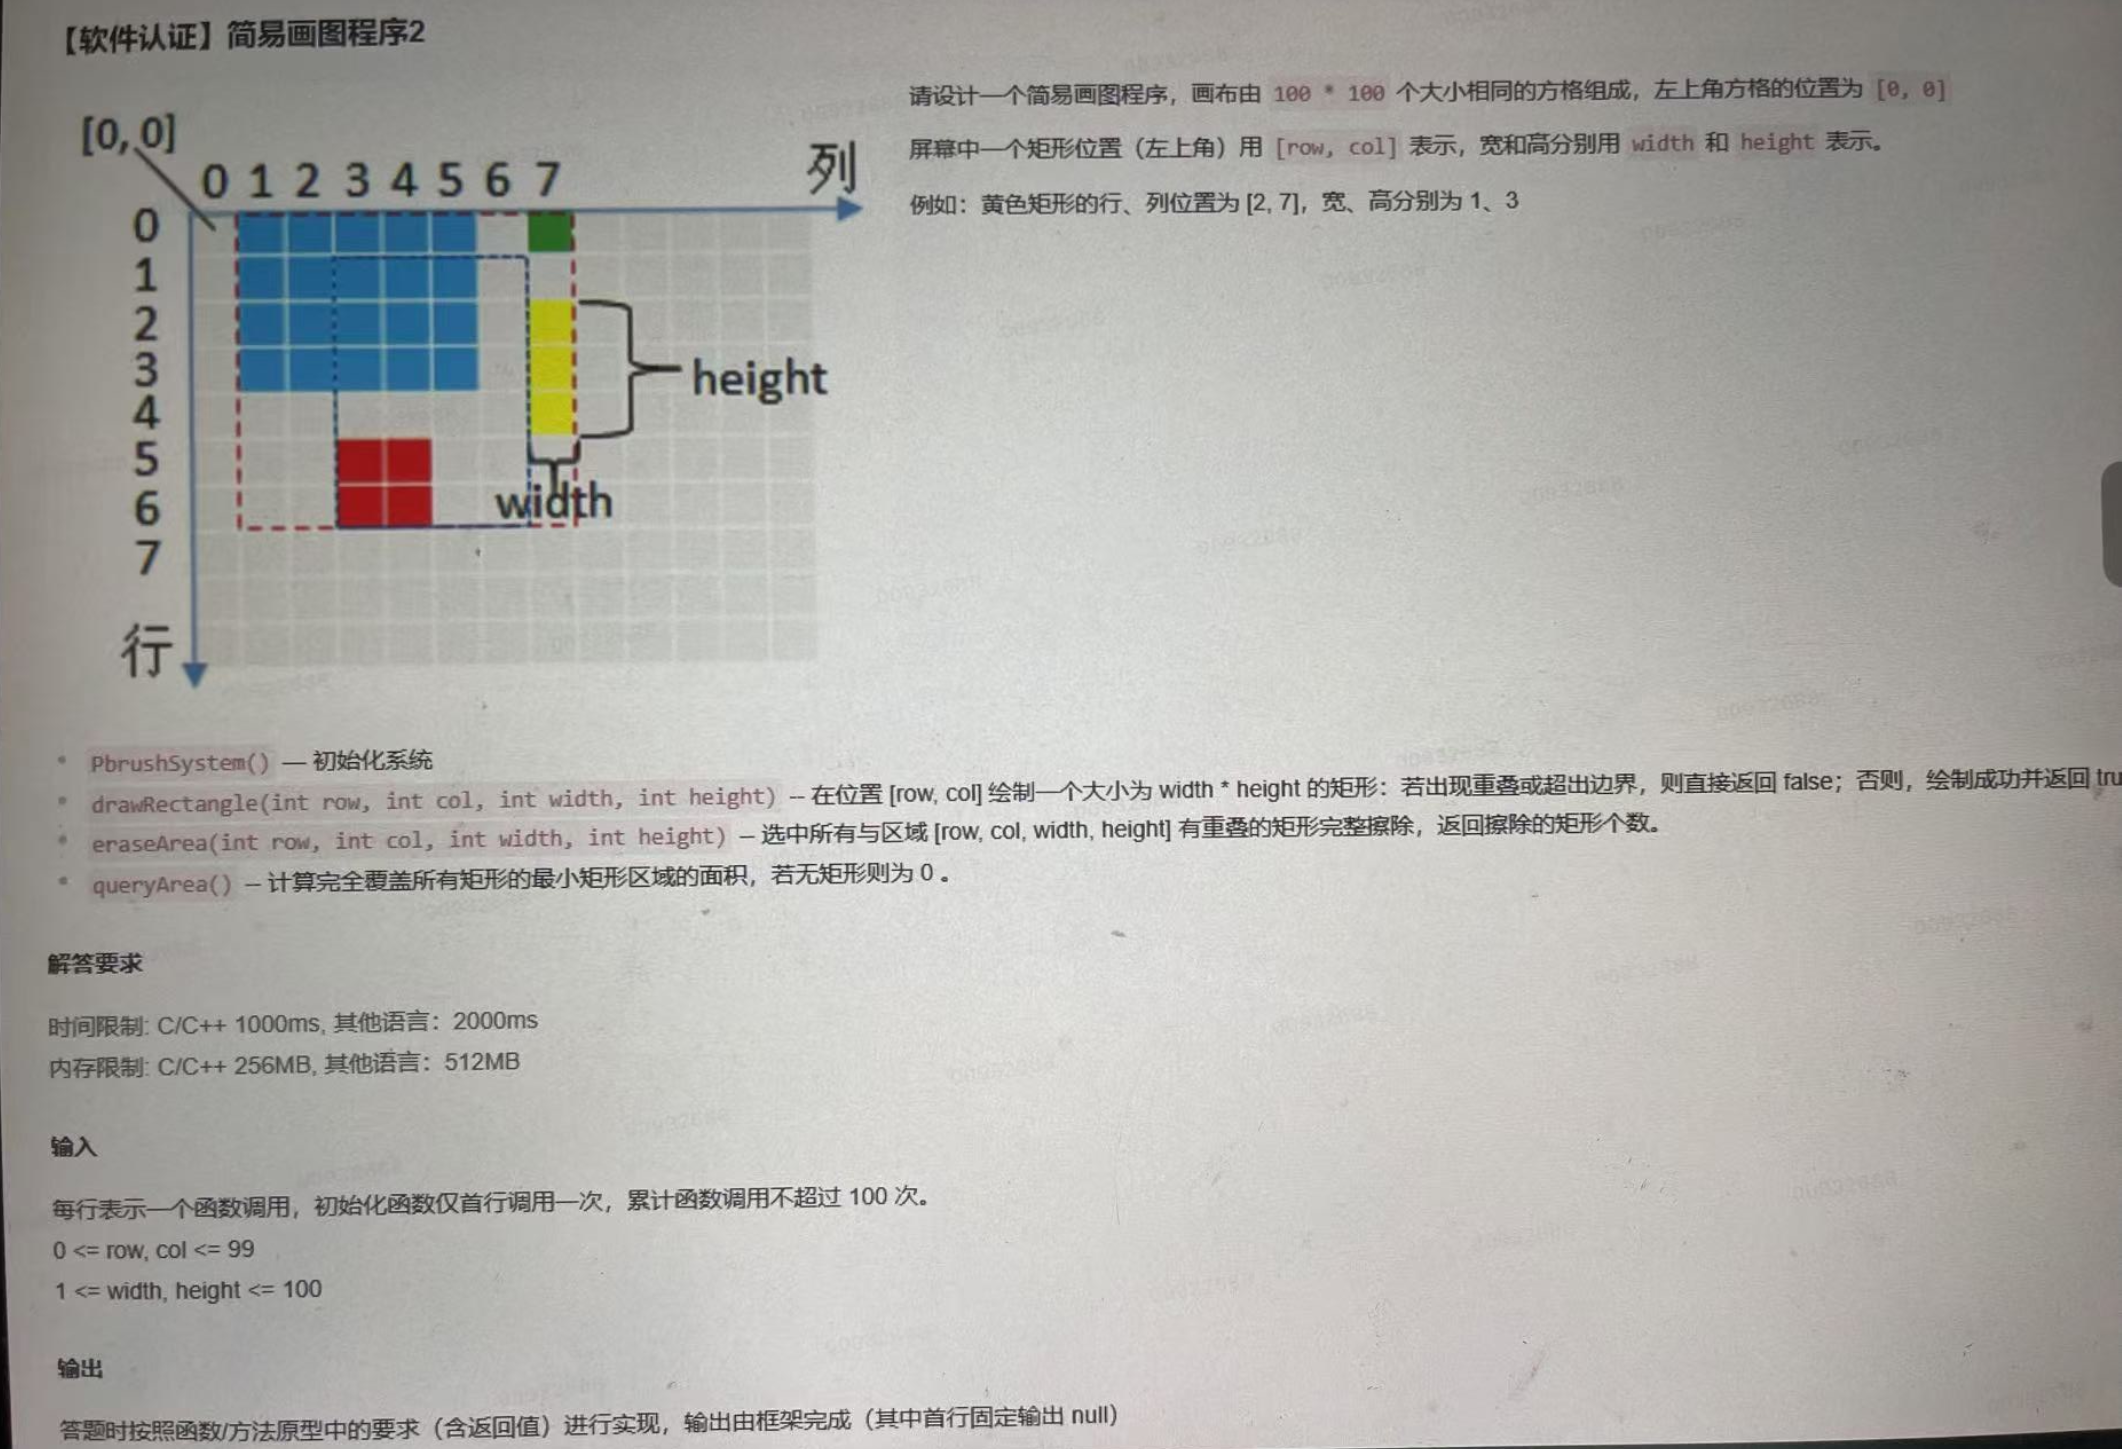 【软件认证】简易画图程序2
请设计一个简易画图程序，画布由 100 * 100 个大小相同的方格组成，左上角方格的位置为 [0, 0]
屏幕中一个矩形位置（左上角）用 [row, col] 表示，宽和高分别用 width 和 height 表示。
例如：黄色矩形的行、列位置为 [2, 7]，宽、高分别为 1、3
[0, 0]
0 1 2 3 4 5 6 7
列
0
1
2
3
height
4
5
6
width
7
行
PbrushSystem() — 初始化系统
drawRectangle(int row, int col, int width, int height) -- 在位置 [row, col] 绘制一个大小为 width * height 的矩形：若出现重叠或超出边界，则直接返回 false；否则，绘制成功并返回 tru
eraseArea(int row, int col, int width, int height) – 选中所有与区域 [row, col, width, height] 有重叠的矩形完整擦除，返回擦除的矩形个数。
queryArea() – 计算完全覆盖所有矩形的最小矩形区域的面积，若无矩形则为 0 。
解答要求
时间限制: C/C++ 1000ms, 其他语言：2000ms
内存限制: C/C++ 256MB, 其他语言：512MB
输入
每行表示一个函数调用，初始化函数仅首行调用一次，累计函数调用不超过 100 次。
0 <= row, col <= 99
1 <= width, height <= 100
输出
答题时按照函数/方法原型中的要求（含返回值）进行实现，输出由框架完成（其中首行固定输出 null）